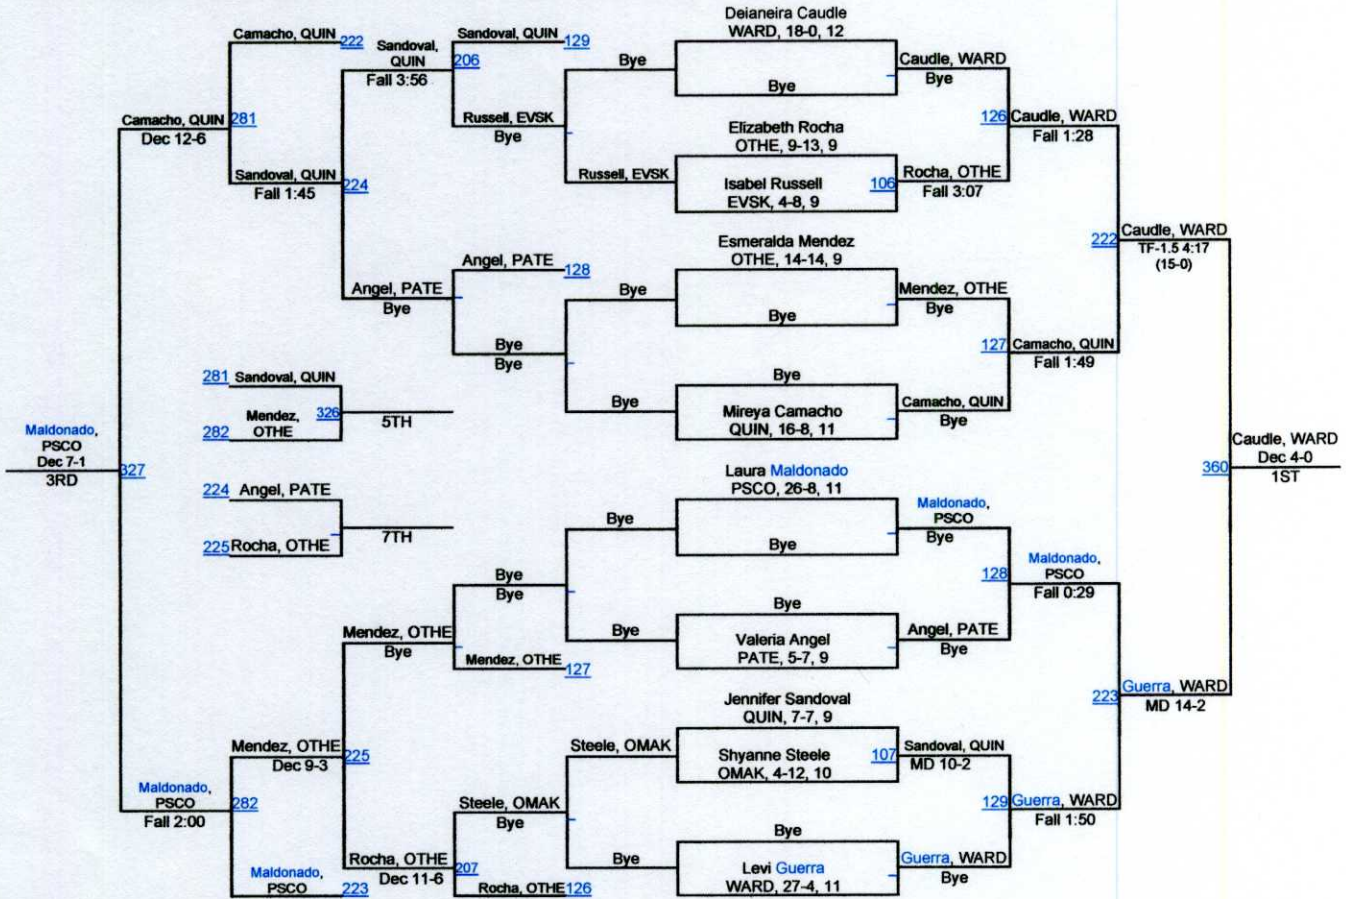 Deianeira Caudle
WARD, 18-0, 12
Bye
Bye
Caudle, WARD
Bye
Elizabeth Rocha
OTHE, 9-13, 9
Isabel Russell
EVSK, 4-8, 9
106
Russell, EVSK
Rocha, OTHE
Fall 3:07
126
Caudle, WARD
Fall 1:28
Esmeralda Mendez
OTHE, 14-14, 9
Bye
Bye
Mendez, OTHE
Bye
Bye
Mireya Camacho
QUIN, 16-8, 11
Bye
Camacho, QUIN
Bye
127
Camacho, QUIN
Fall 1:49
222
Caudle, WARD
TF-1.5 4:17
(15-0)
Laura Maldonado
PSCO, 26-8, 11
Bye
Bye
Maldonado,
PSCO
Bye
Bye
Valeria Angel
PATE, 5-7, 9
Bye
Angel, PATE
Bye
128
Maldonado,
PSCO
Fall 0:29
Jennifer Sandoval
QUIN, 7-7, 9
Shyanne Steele
OMAK, 4-12, 10
107
Steele, OMAK
Sandoval, QUIN
MD 10-2
Bye
Levi Guerra
WARD, 27-4, 11
Bye
Guerra, WARD
Bye
129
Guerra, WARD
Fall 1:50
223
Guerra, WARD
MD 14-2
360
Caudle, WARD
Dec 4-0
1ST
Sandoval, QUIN
129
Russell, EVSK
Bye
206
Sandoval,
QUIN
Fall 3:56
Angel, PATE
128
Bye
Bye
Angel, PATE
Bye
224
Sandoval, QUIN
Fall 1:45
Camacho, QUIN
222
281
Camacho, QUIN
Dec 12-6
281
Sandoval, QUIN
282
Mendez,
OTHE
326
5TH
224
Angel, PATE
225
Rocha, OTHE
7TH
Bye
Bye
Mendez, OTHE
127
Mendez, OTHE
Bye
Steele, OMAK
Bye
Rocha, OTHE
126
207
Rocha, OTHE
Dec 11-6
225
Mendez, OTHE
Dec 9-3
Maldonado,
PSCO
223
282
Maldonado,
PSCO
Fall 2:00
327
Maldonado,
PSCO
Dec 7-1
3RD